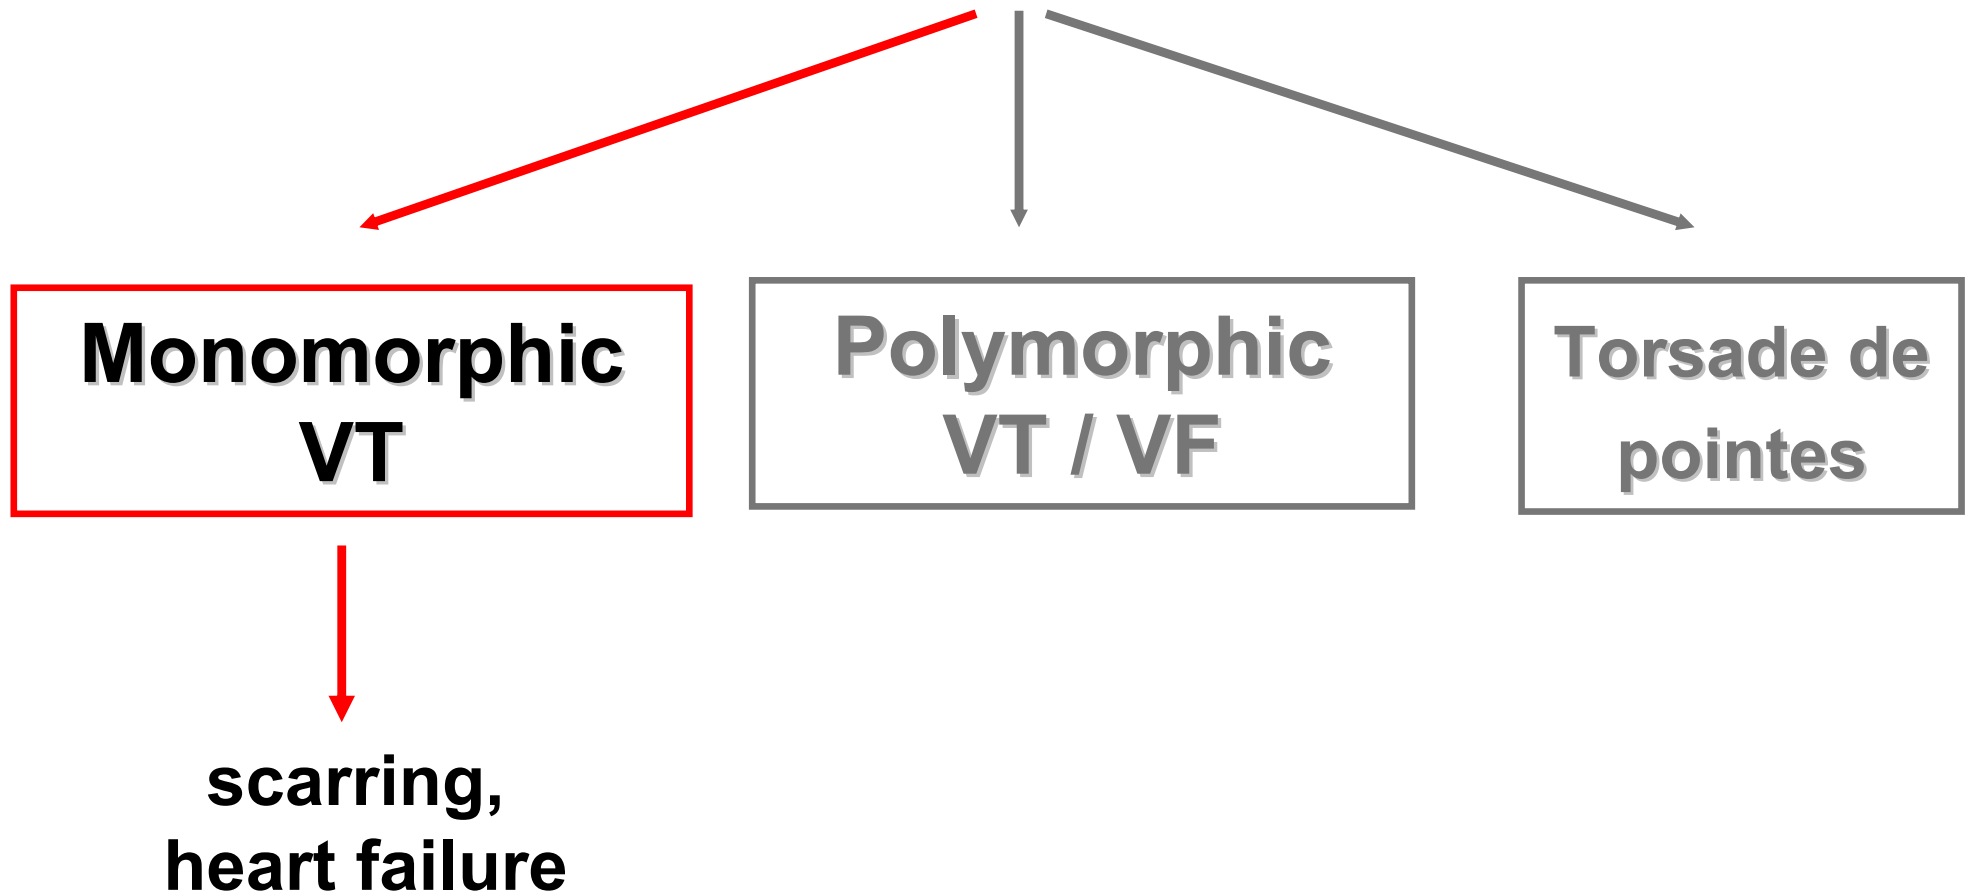 Monomorphic
VT
Polymorphic
VT / VF
Torsade de
pointes
scarring,
heart failure